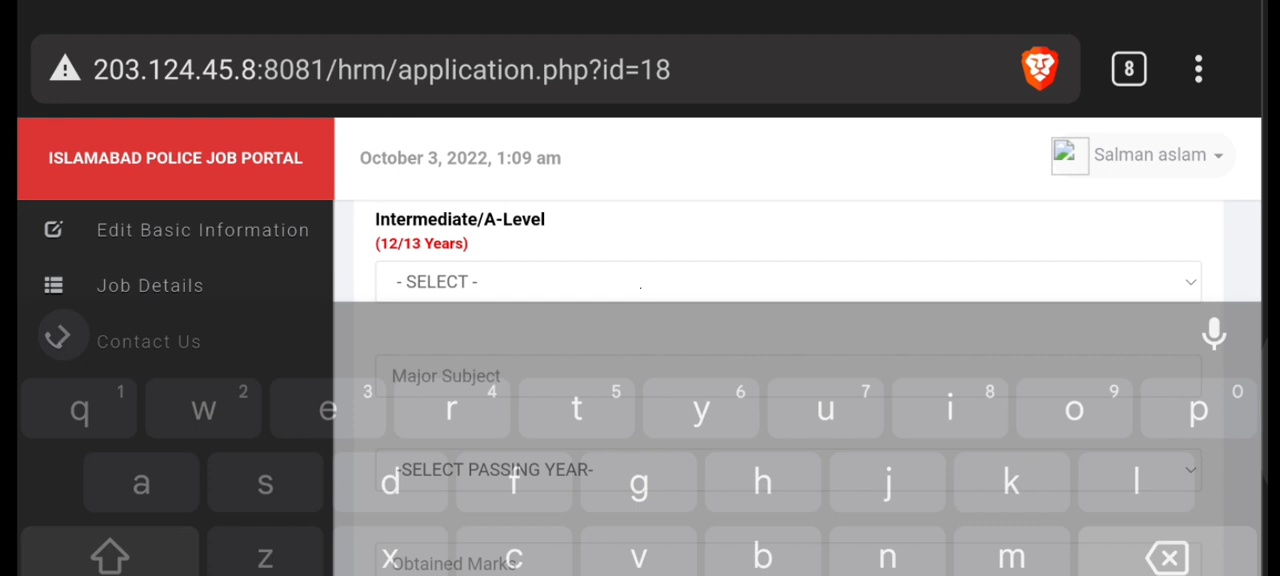 203.124.45.8:8081/hrm/application.php?id=18
8
ISLAMABAD POLICE JOB PORTAL
October 3, 2022, 1:09 am
Salman aslam
Edit Basic Information
Job Details
Contact Us
Intermediate/A-Level
(12/13 Years)
- SELECT -
Major Subject
-SELECT PASSING YEAR-
Obtained Marks
q 1 w 2 e 3 r 4 t 5 y 6 u 7 i 8 o 9 p 0
a s d f g h j k l
z x c v b n m